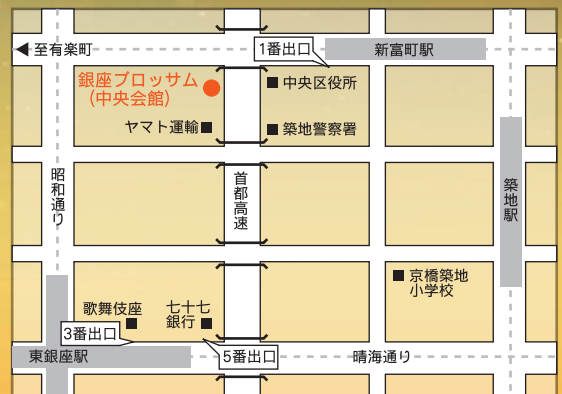 至有楽町
1番出口
新富町駅
銀座ブロッサム
(中央会館)
中央区役所
ヤマト運輸
築地警察署
昭和通り
首都高速
築地駅
京橋築地
小学校
歌舞伎座
七十七
銀行
3番出口
東銀座駅
5番出口
晴海通り